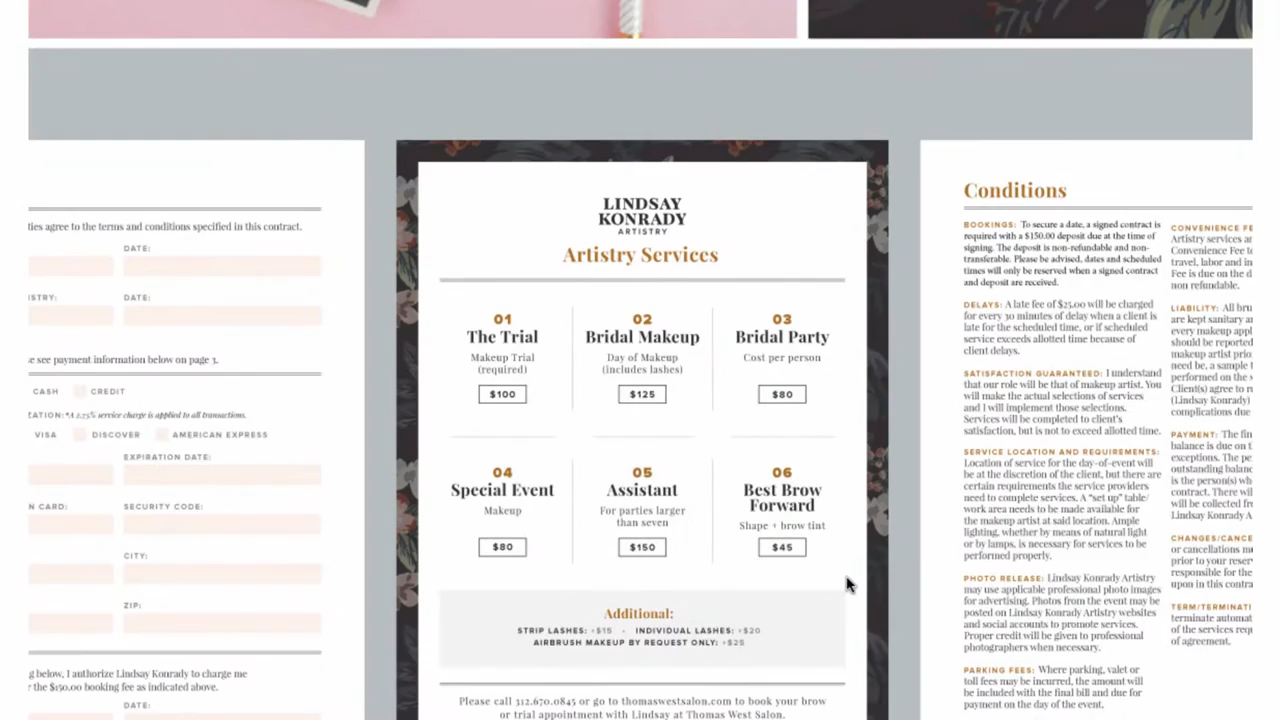 ties agree to the terms and conditions specified in this contract.
DATE:
ISTRY:
DATE:
see payment information below on page 3.
CASH
CREDIT
ZATION: *A 2.25% service charge is applied to all transactions.
VISA
DISCOVER
AMERICAN EXPRESS
EXPIRATION DATE:
N CARD:
SECURITY CODE:
CITY:
ZIP:
g below, I authorize Lindsay Konrady to charge me
r the $150.00 booking fee as indicated above.
DATE:
LINDSAY
KONRADY
ARTISTRY
Artistry Services
01
The Trial
Makeup Trial
(required)
$100
02
Bridal Makeup
Day of Makeup
(includes lashes)
$125
03
Bridal Party
Cost per person
$80
04
Special Event
Makeup
$80
05
Assistant
For parties larger
than seven
$150
06
Best Brow
Forward
Shape + brow tint
$45
Additional:
STRIP LASHES: +$15 · INDIVIDUAL LASHES: +$20
AIRBRUSH MAKEUP BY REQUEST ONLY: +$25
Please call 312.670.0845 or go to thomaswestsalon.com to book your brow
or trial appointment with Lindsay at Thomas West Salon.
Conditions
BOOKINGS: To secure a date, a signed contract is
required with a $150.00 deposit due at the time of
signing. The deposit is non-refundable and non-
transferable. Please be advised, dates and scheduled
times will only be reserved when a signed contract
and deposit are received.
DELAYS: A late fee of $25.00 will be charged
for every 30 minutes of delay when a client is
late for the scheduled time, or if scheduled
service exceeds allotted time because of
client delays.
SATISFACTION GUARANTEED: I understand
that our role will be that of makeup artist. You
will make the actual selections of services
and I will implement those selections.
Services will be completed to client's
satisfaction, but is not to exceed allotted time.
SERVICE LOCATION AND REQUIREMENTS:
Location of service for the day-of-event will
be at the discretion of the client, but there are
certain requirements the service providers
need to complete services. A "set up" table/
work area needs to be made available for
the makeup artist at said location. Ample
lighting, whether by means of natural light
or by lamps, is necessary for services to be
performed properly.
PHOTO RELEASE: Lindsay Konrady Artistry
may use applicable professional photo images
for advertising. Photos from the event may be
posted on Lindsay Konrady Artistry websites
and social accounts to promote services.
Proper credit will be given to professional
photographers when necessary.
PARKING FEES: Where parking, valet or
toll fees may be incurred, the amount will
be included with the final bill and due for
payment on the day of the event.
CONVENIENCE FE
Artistry services ar
Convenience Fee t
travel, labor and in
Fee is due on the d
non refundable.
LIABILITY: All bru
are kept sanitary a
every makeup appl
should be reported
makeup artist prio
need be, a sample t
performed on the
Client(s) agree to r
(Lindsay Konrady)
complications due
PAYMENT: The fin
balance is due on t
exceptions. The pe
outstanding balanc
is the person(s) wh
contract. There wil
will be collected fr
Lindsay Konrady A
CHANGES/CANCE
or cancellations m
prior to your reser
responsible for the
upon in this contra
TERM/TERMINATI
terminate automat
of the services requ
of agreement.